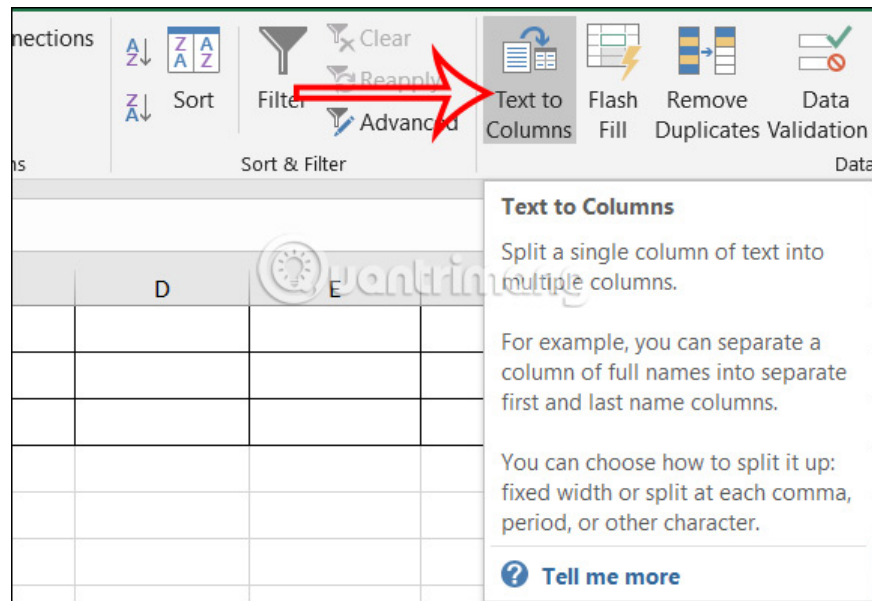 nections
Clear
Reapply
Advanced
Sort
Filter
Text to
Columns
Flash
Fill
Remove
Duplicates
Data
Validation
ns
Sort & Filter
Data
Text to Columns
Split a single column of text into
multiple columns.
For example, you can separate a
column of full names into separate
first and last name columns.
You can choose how to split it up:
fixed width or split at each comma,
period, or other character.
Tell me more
D
E
Quantrimang